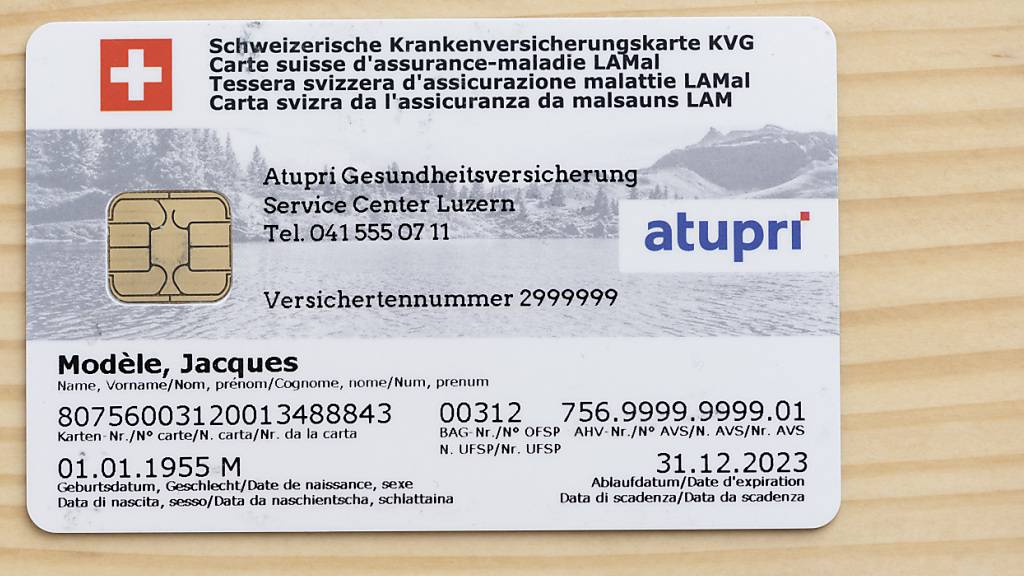 Schweizerische Krankenversicherungskarte KVG
Carte suisse d'assurance-maladie LAMal
Tessera svizzera d'assicurazione malattie LAMal
Carta svizra da l'assicuranza da malsauns LAM
Atupri Gesundheitsversicherung
Service Center Luzern
Tel. 041 555 07 11
atupri
Versichertennummer 2999999
Modèle, Jacques
Name, Vorname/Nom, prénom/Cognome, nome/Num, prenum
80756003120013488843 00312 756.9999.9999.01
Karten-Nr./N° carte/N. carta/Nr. da la carta BAG-Nr./N° OFSP AHV-Nr./N° AVS/N. AVS/Nr. AVS
N. UFSP/Nr. UFSP
01.01.1955 M 31.12.2023
Geburtsdatum, Geschlecht/Date de naissance, sexe Ablaufdatum/Date d'expiration
Data di nascita, sesso/Data da naschientscha, schlattaina Data di scadenza/Data da scadenza